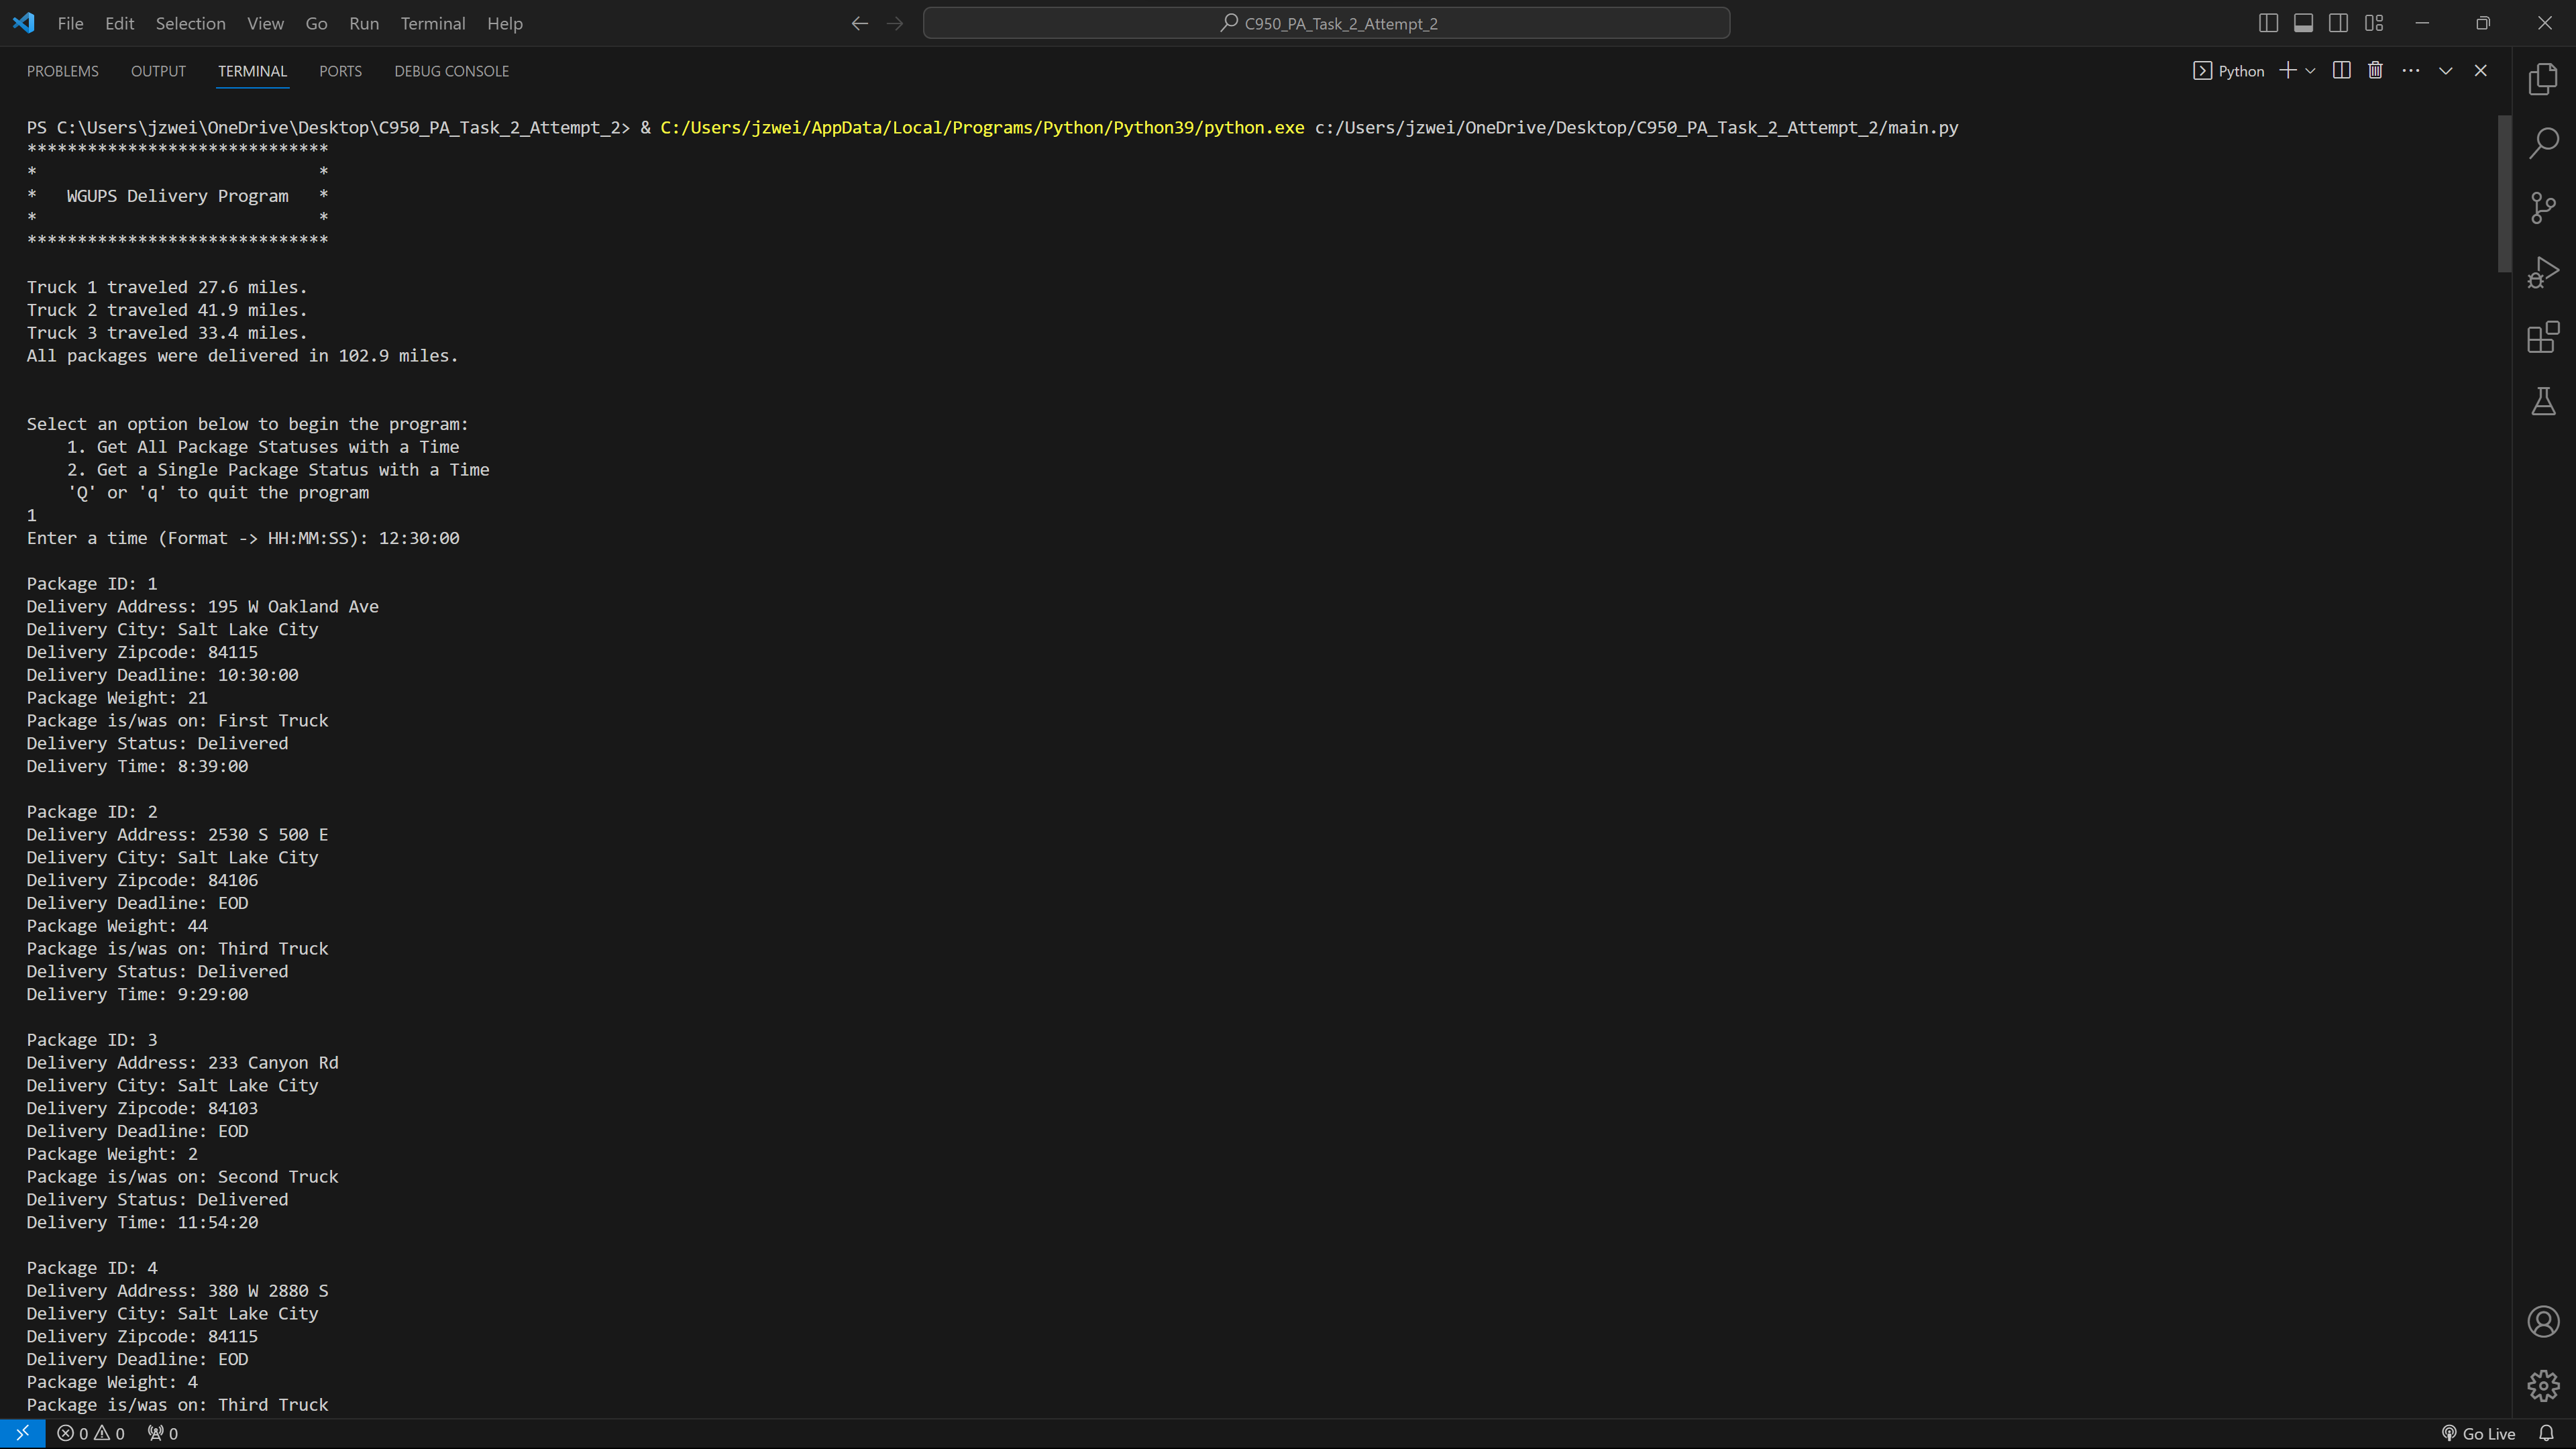 File Edit Selection View Go Run Terminal Help
C950_PA_Task_2_Attempt_2
PROBLEMS OUTPUT TERMINAL PORTS DEBUG CONSOLE
Python
PS C:\Users\jzwei\OneDrive\Desktop\C950_PA_Task_2_Attempt_2> & C:/Users/jzwei/AppData/Local/Programs/Python/Python39/python.exe c:/Users/jzwei/OneDrive/Desktop/C950_PA_Task_2_Attempt_2/main.py
******************************
*                            *
*   WGUPS Delivery Program   *
*                            *
******************************
Truck 1 traveled 27.6 miles.
Truck 2 traveled 41.9 miles.
Truck 3 traveled 33.4 miles.
All packages were delivered in 102.9 miles.
Select an option below to begin the program:
    1. Get All Package Statuses with a Time
    2. Get a Single Package Status with a Time
    'Q' or 'q' to quit the program
1
Enter a time (Format -> HH:MM:SS): 12:30:00
Package ID: 1
Delivery Address: 195 W Oakland Ave
Delivery City: Salt Lake City
Delivery Zipcode: 84115
Delivery Deadline: 10:30:00
Package Weight: 21
Package is/was on: First Truck
Delivery Status: Delivered
Delivery Time: 8:39:00
Package ID: 2
Delivery Address: 2530 S 500 E
Delivery City: Salt Lake City
Delivery Zipcode: 84106
Delivery Deadline: EOD
Package Weight: 44
Package is/was on: Third Truck
Delivery Status: Delivered
Delivery Time: 9:29:00
Package ID: 3
Delivery Address: 233 Canyon Rd
Delivery City: Salt Lake City
Delivery Zipcode: 84103
Delivery Deadline: EOD
Package Weight: 2
Package is/was on: Second Truck
Delivery Status: Delivered
Delivery Time: 11:54:20
Package ID: 4
Delivery Address: 380 W 2880 S
Delivery City: Salt Lake City
Delivery Zipcode: 84115
Delivery Deadline: EOD
Package Weight: 4
Package is/was on: Third Truck
0 0 0 Go Live